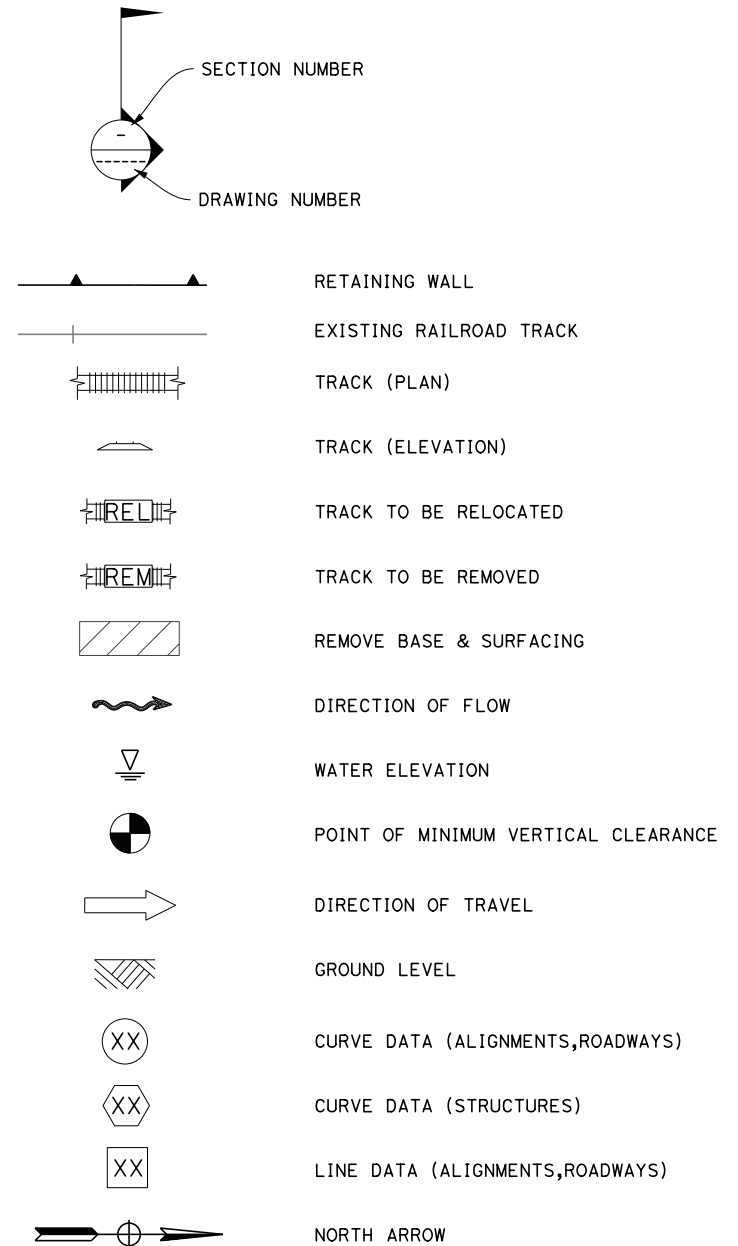 SECTION NUMBER
DRAWING NUMBER
RETAINING WALL
EXISTING RAILROAD TRACK
TRACK (PLAN)
TRACK (ELEVATION)
REL TRACK TO BE RELOCATED
REM TRACK TO BE REMOVED
REMOVE BASE & SURFACING
DIRECTION OF FLOW
WATER ELEVATION
POINT OF MINIMUM VERTICAL CLEARANCE
DIRECTION OF TRAVEL
GROUND LEVEL
XX CURVE DATA (ALIGNMENTS,ROADWAYS)
XX CURVE DATA (STRUCTURES)
XX LINE DATA (ALIGNMENTS,ROADWAYS)
NORTH ARROW